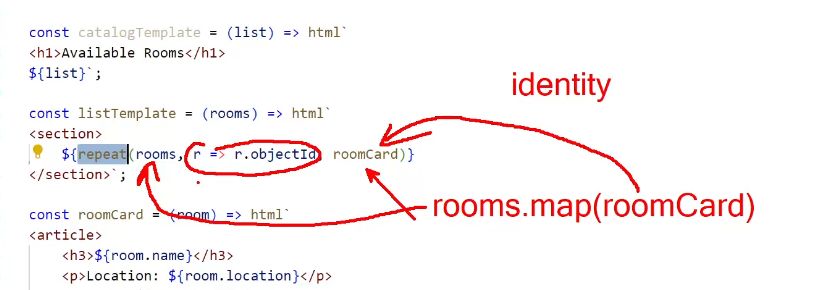 const catalogTemplate = (list) => html`
<h1>Available Rooms</h1>
${list}`;
identity
const listTemplate = (rooms) => html`
<section>
${repeat(rooms, r => r.objectId, roomCard)}
</section>`;
rooms.map(roomCard)
const roomCard = (room) => html`
<article>
<h3>${room.name}</h3>
<p>Location: ${room.location}</p>